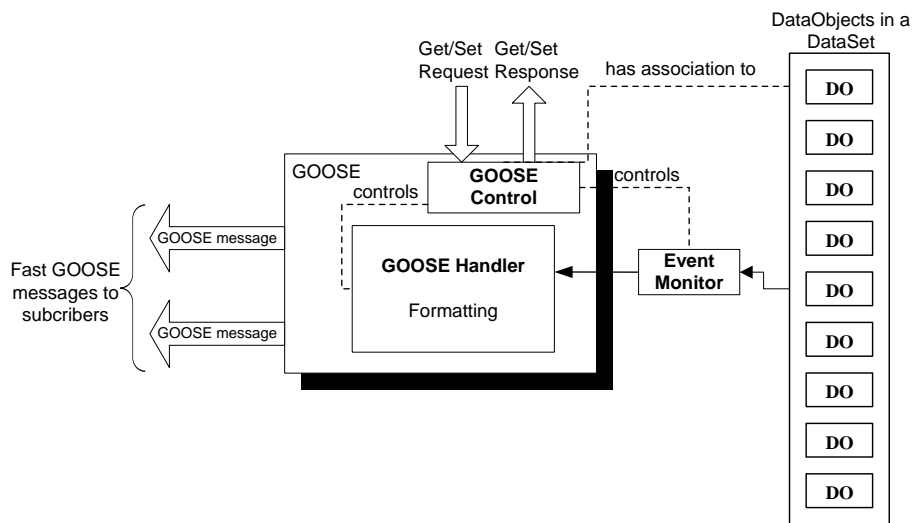 DataObjects in a
DataSet
Get/Set
Request
Get/Set
Response
has association to
DO
DO
DO
DO
DO
DO
DO
DO
DO
GOOSE
GOOSE
Control
controls
controls
GOOSE message
GOOSE message
Fast GOOSE
messages to
subcribers
GOOSE Handler
Formatting
Event
Monitor